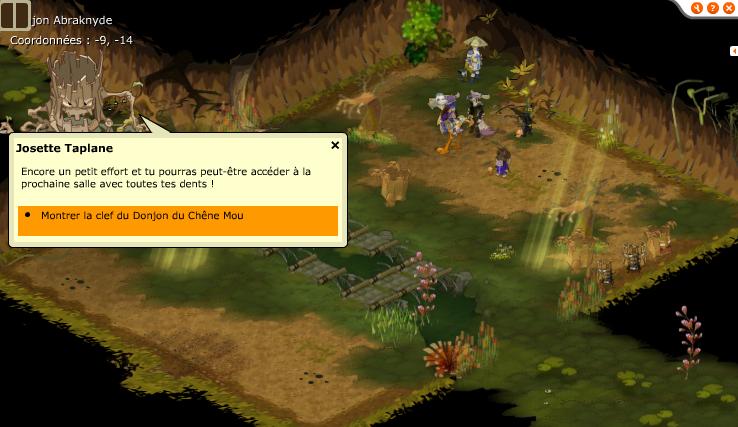 jon Abraknyde
Coordonnées : -9, -14
Josette Taplane
Encore un petit effort et tu pourras peut-être accéder à la
prochaine salle avec toutes tes dents !
Montrer la clef du Donjon du Chêne Mou